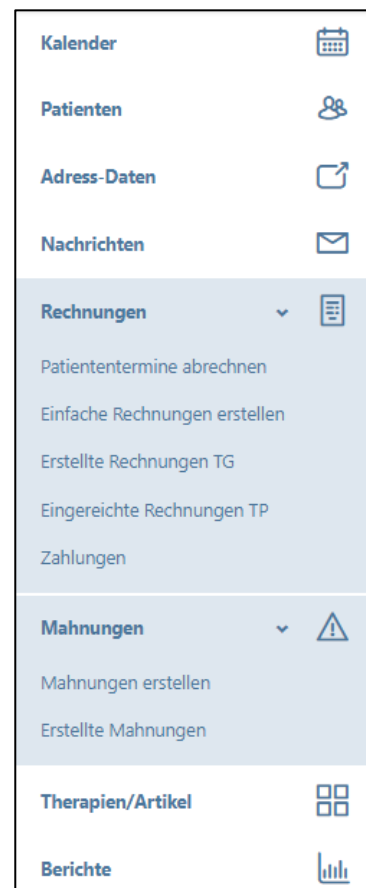 Kalender
Patienten
Adress-Daten
Nachrichten
Rechnungen
Patiententermine abrechnen
Einfache Rechnungen erstellen
Erstellte Rechnungen TG
Eingereichte Rechnungen TP
Zahlungen
Mahnungen
Mahnungen erstellen
Erstellte Mahnungen
Therapien/Artikel
Berichte